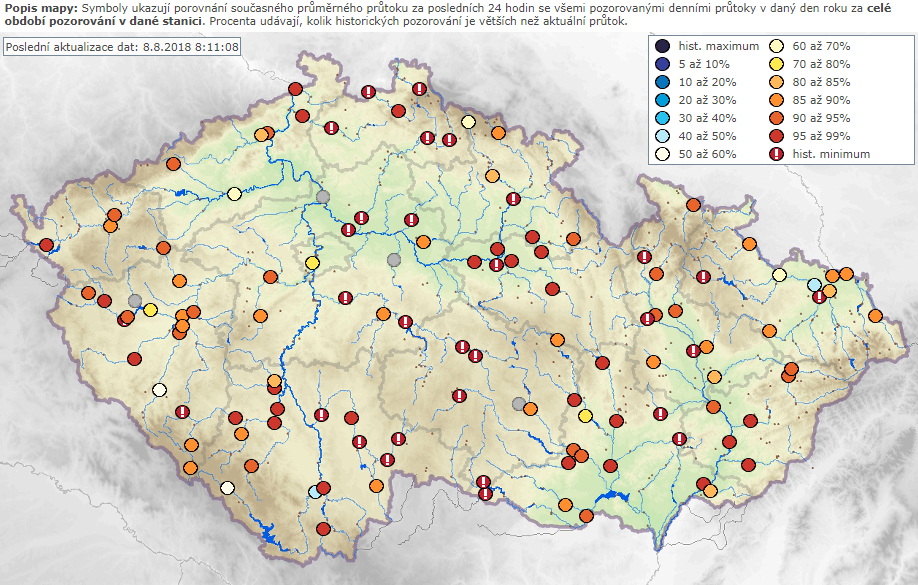 Popis mapy: Symboly ukazují porovnání současného průměrného průtoku za posledních 24 hodin se všemi pozorovanými denními průtoky v daný den roku za celé
období pozorování v dané stanici. Procenta udávají, kolik historických pozorování je větších než aktuální průtok.
Poslední aktualizace dat: 8.8.2018 8:11:08
hist. maximum
5 až 10%
10 až 20%
20 až 30%
30 až 40%
40 až 50%
50 až 60%
60 až 70%
70 až 80%
80 až 85%
85 až 90%
90 až 95%
95 až 99%
hist. minimum